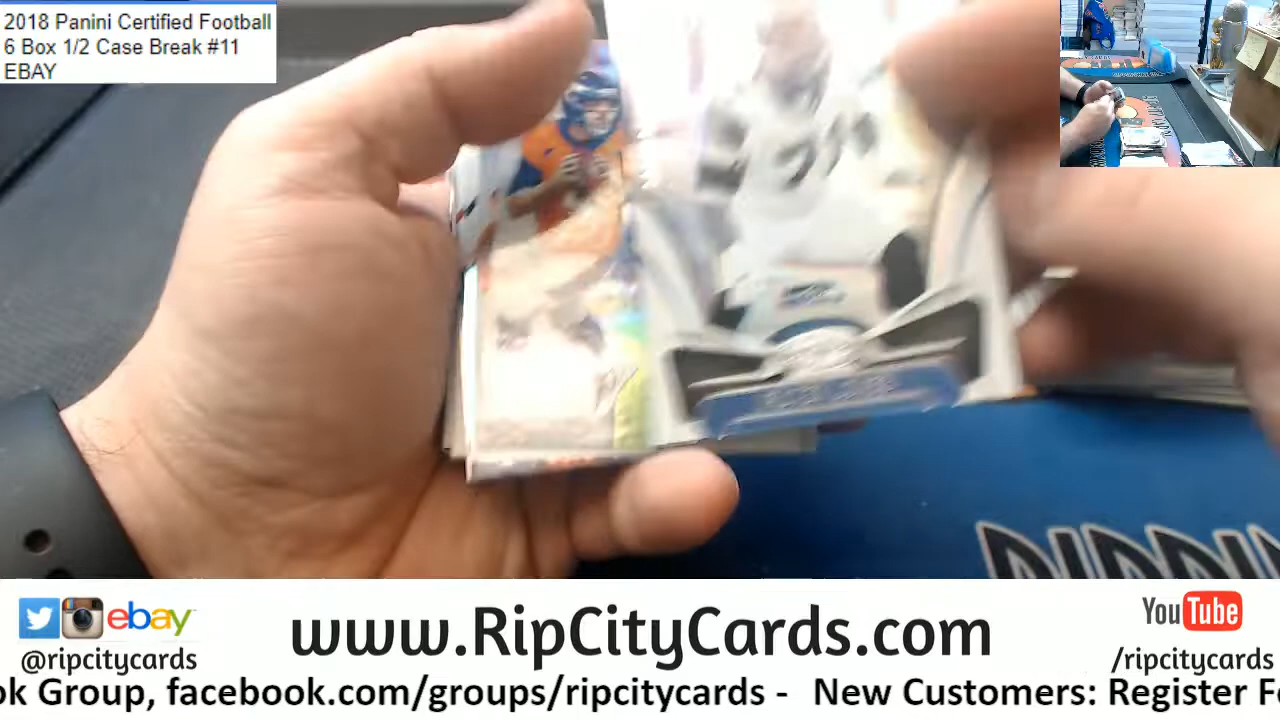 2018 Panini Certified Football
6 Box 1/2 Case Break #11
EBAY
ebay
@ripcitycards
www.RipCityCards.com
YouTube
/ripcitycards
ok Group, facebook.com/groups/ripcitycards - New Customers: Register Fo